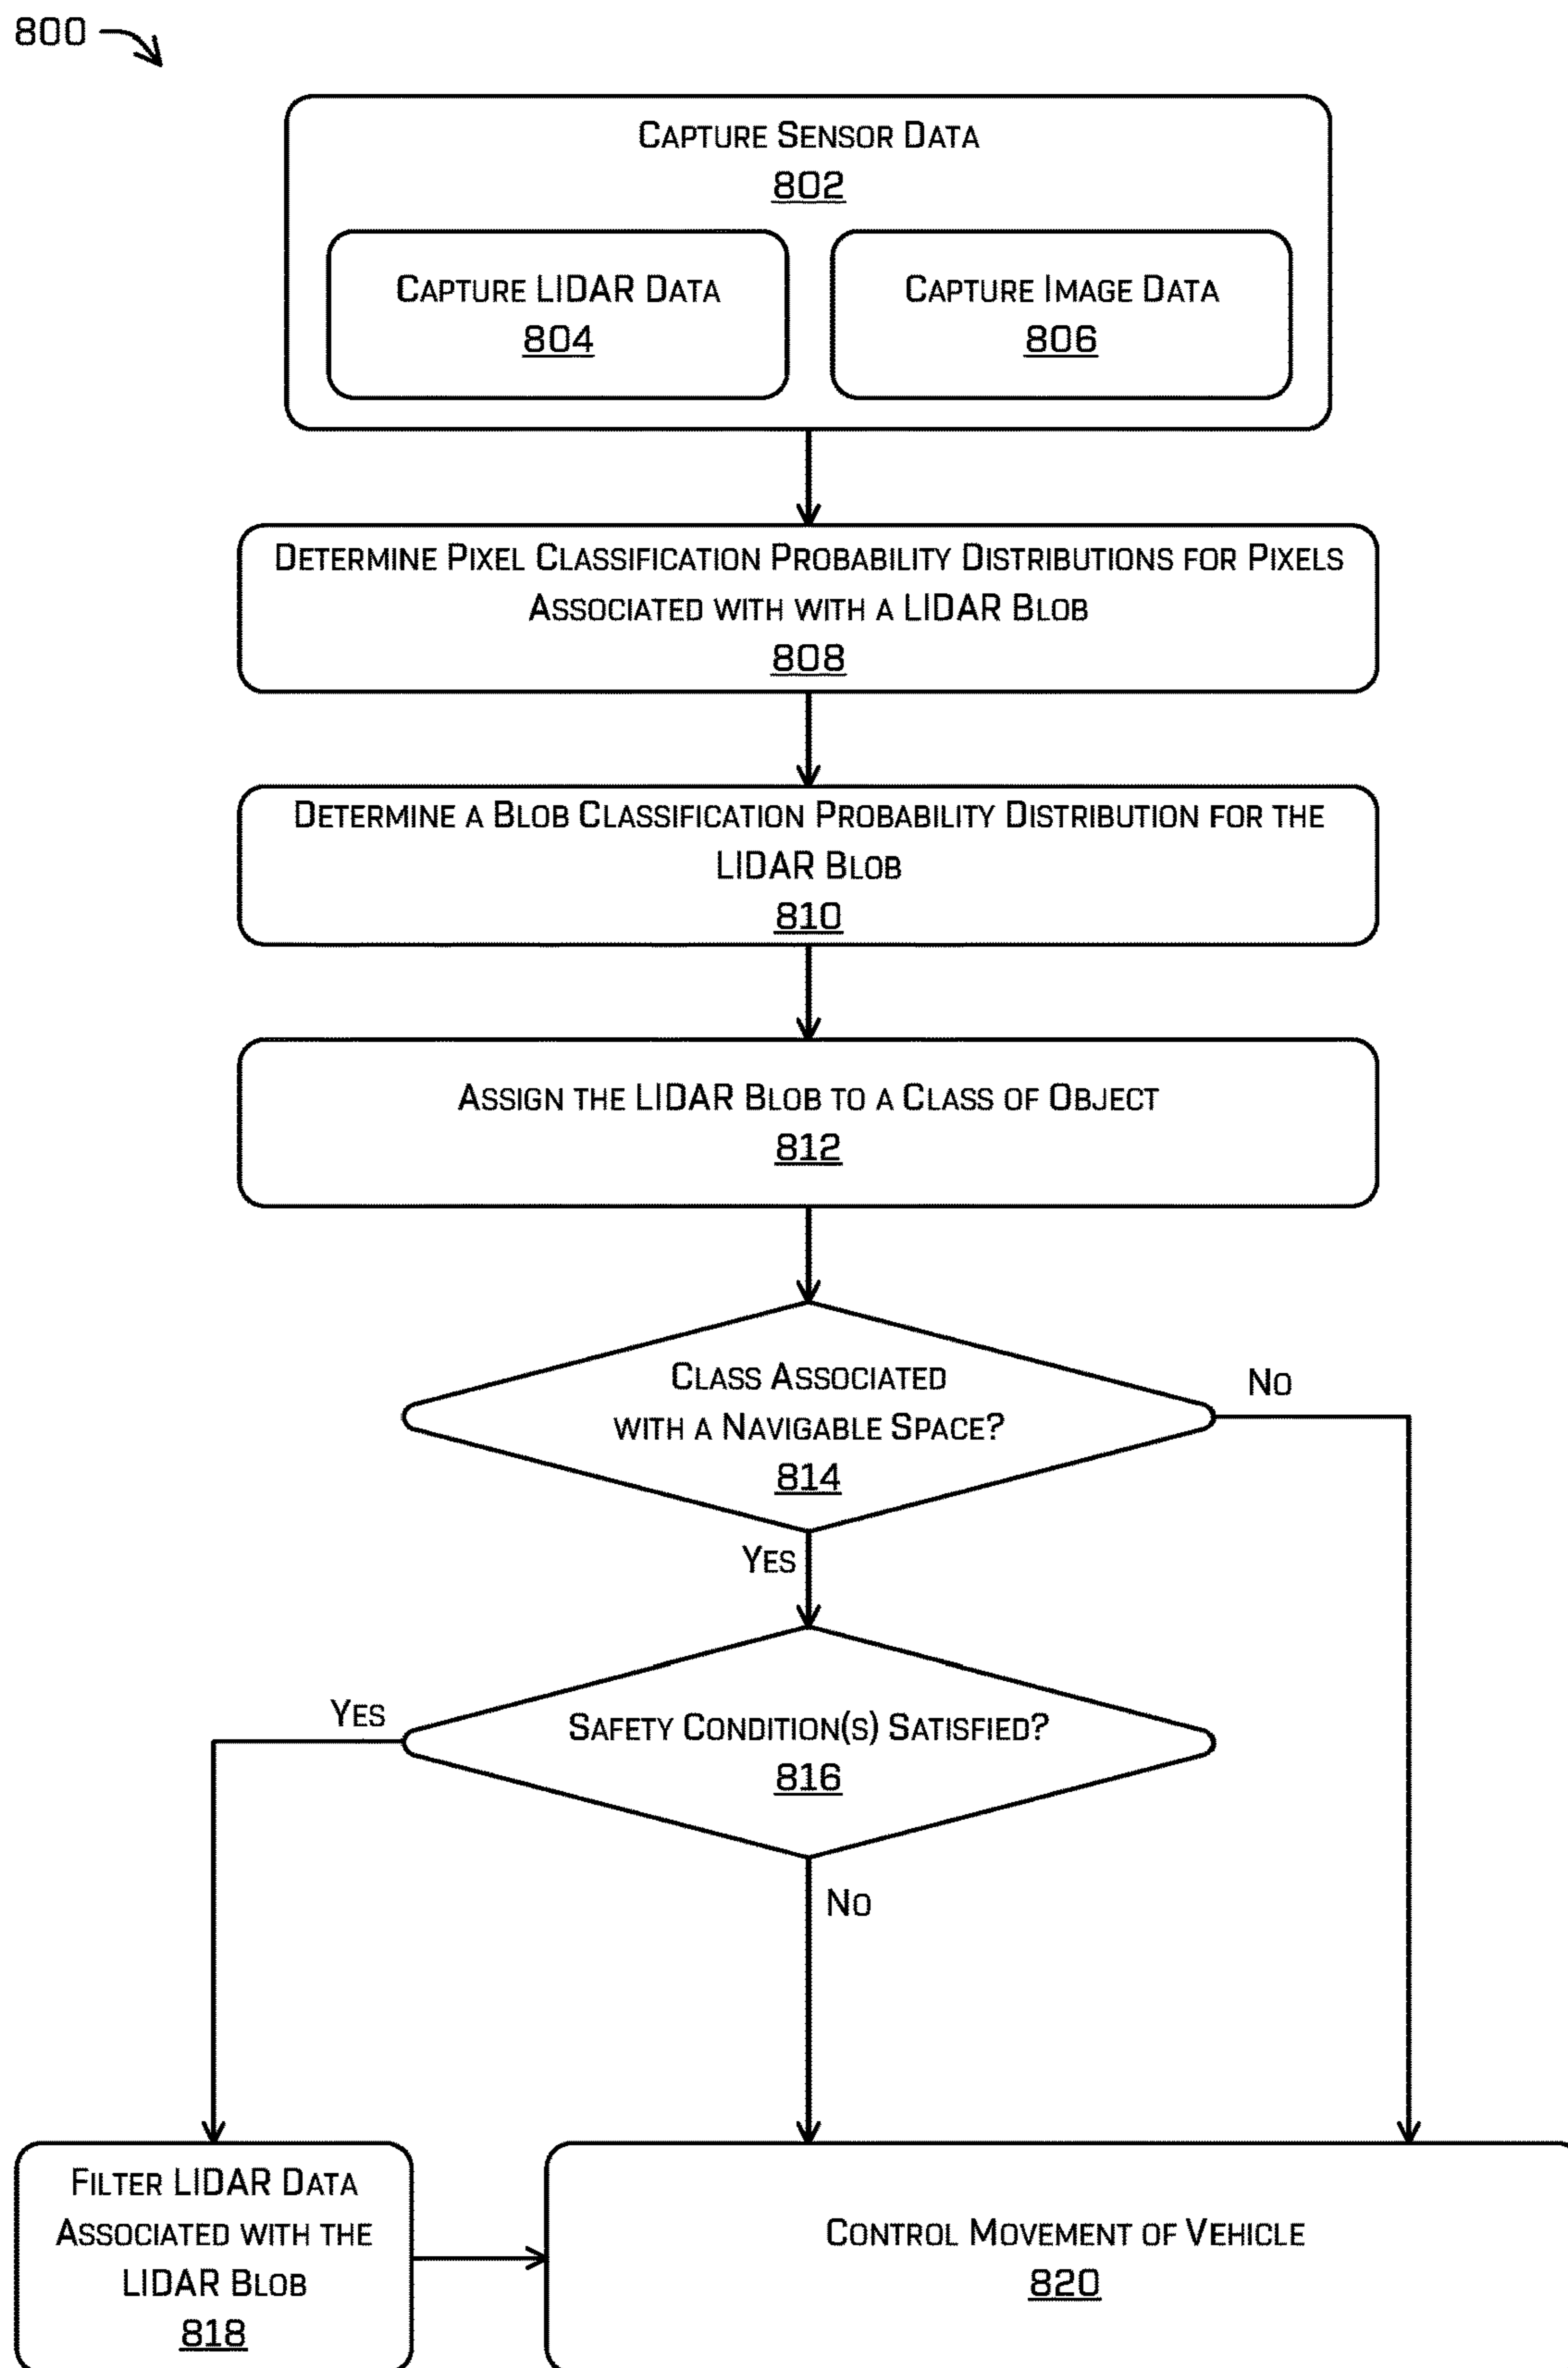 800
Capture Sensor Data
802
Capture LIDAR Data
804
Capture Image Data
806
Determine Pixel Classification Probability Distributions for Pixels
Associated with with a LIDAR Blob
808
Determine a Blob Classification Probability Distribution for the
LIDAR Blob
810
Assign the LIDAR Blob to a Class of Object
812
Class Associated
with a Navigable Space?
814
No
Yes
Safety Condition(s) Satisfied?
816
Yes
No
Filter LIDAR Data
Associated with the
LIDAR Blob
818
Control Movement of Vehicle
820